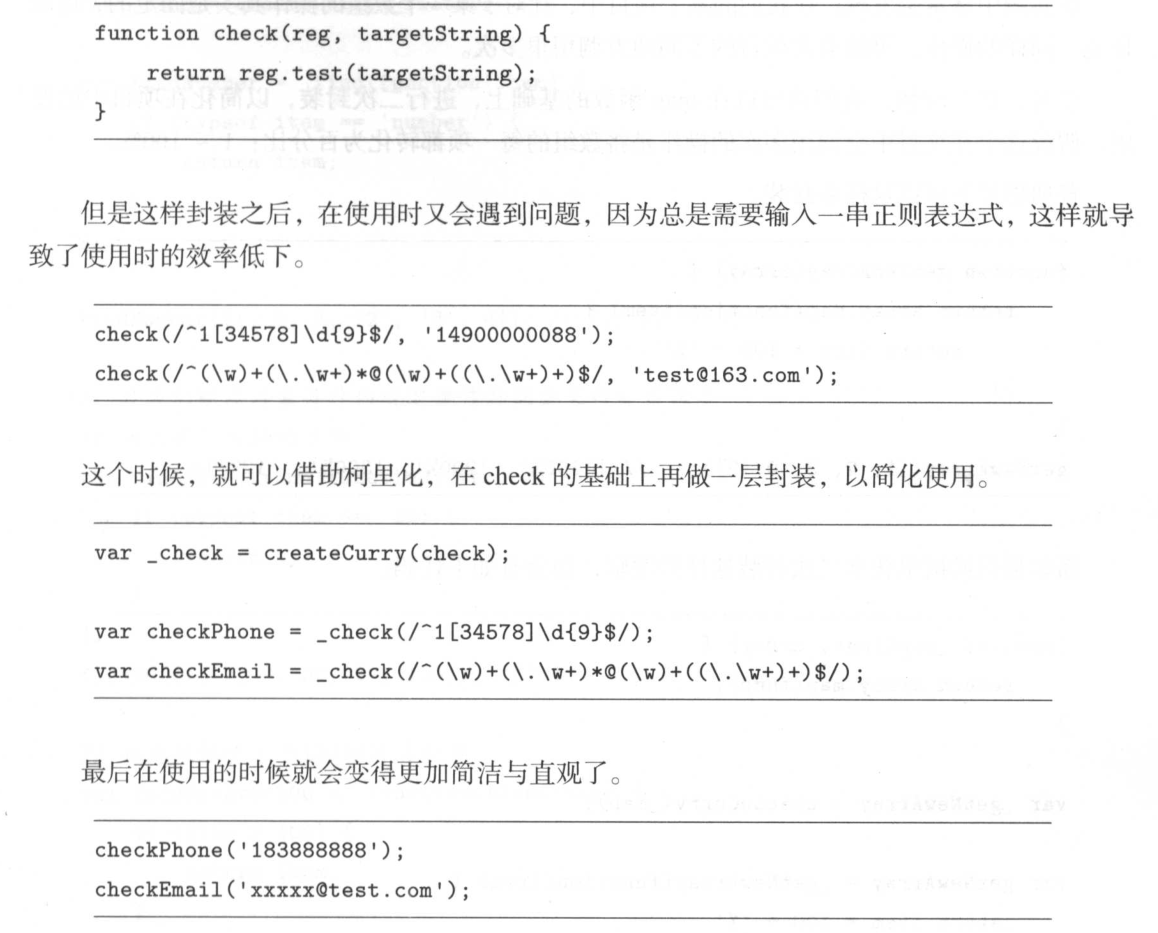 function check(reg, targetString) {
    return reg.test(targetString);
}
但是这样封装之后，在使用时又会遇到问题，因为总是需要输入一串正则表达式，这样就导
致了使用时的效率低下。
check(/^1[34578]\d{9}$/, '14900000088');
check(/^(\w)+(\.\w+)*@(\w)+((\.\w+)+)$/, 'test@163.com');
这个时候，就可以借助柯里化，在 check 的基础上再做一层封装，以简化使用。
var _check = createCurry(check);
var checkPhone = _check(/^1[34578]\d{9}$/);
var checkEmail = _check(/^(\w)+(\.\w+)*@(\w)+((\.\w+)+)$/);
最后在使用的时候就会变得更加简洁与直观了。
checkPhone('183888888');
checkEmail('xxxxx@test.com');